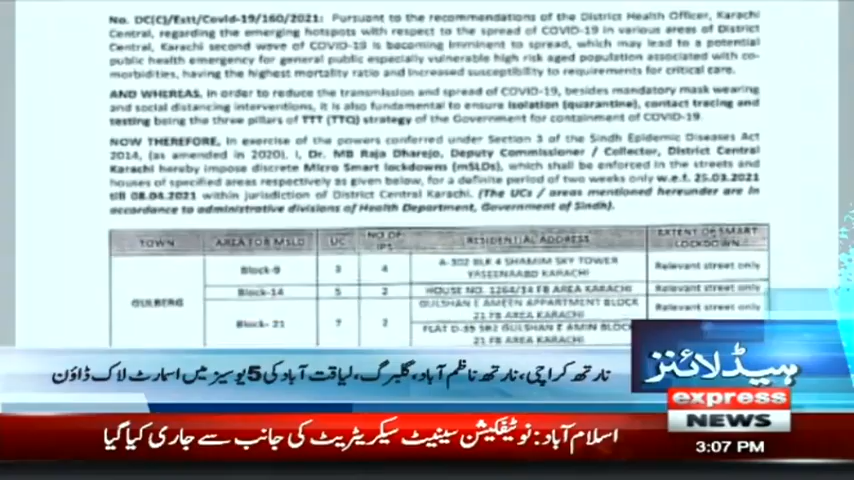 No. DC(C)/Estt/Covid-19/160/2021: Pursuant to the recommendations of the District Health Officer, Karachi
Central, regarding the emerging hotspots with respect to the spread of COVID-19 in various areas of District
Central, Karachi second wave of COVID-19 is becoming imminent to spread, which may lead to a potential
public health emergency for general public especially vulnerable high risk aged population associated with co-
morbidities, having the highest mortality ratio and increased susceptibility to requirements for critical care.
AND WHEREAS, in order to reduce the transmission and spread of COVID-19, besides mandatory mask wearing
and social distancing interventions, it is also fundamental to ensure isolation (quarantine), contact tracing and
testing being the three pillars of TTT (TTQ) strategy of the Government for containment of COVID-19.
NOW THEREFORE, in exercise of the powers conferred under Section 3 of the Sindh Epidemic Diseases Act
2014, (as amended in 2020), I, Dr. MB Raja Dharejo, Deputy Commissioner / Collector, District Central
Karachi hereby impose discrete Micro Smart lockdowns (mSLDs), which shall be enforced in the streets and
houses of specified areas respectively as given below, for a definite period of two weeks only w.e.f. 25.03.2021
till 08.04.2021 within jurisdiction of District Central Karachi. (The UCs / areas mentioned hereunder are in
accordance to administrative divisions of Health Department, Government of Sindh).
TOWN AREA FOR MSLD UC NO OF IPS RESIDENTIAL ADDRESS EXTENT OF SMART LOCKDOWN
GULBERG
Block-9 3 4 A-302 BLK 4 SHAMIM SKY TOWER YASEENAABD KARACHI Relevant street only
Block-14 5 2 HOUSE NO. 1264/14 FB AREA KARACHI Relevant street only
Block- 21 7 2 GULSHAN E AMEEN APPARTMENT BLOCK 21 FB AREA KARACHI Relevant street only
FLAT D-39 SB2 GULSHAN E AMIN BLOCK 21 FB AREA KARACHI Relevant street only
نارتھ کراچی، نارتھ ناظم آباد، گلبرگ، لیاقت آباد کی 5 یوسیز میں اسمارٹ لاک ڈاؤن
ہیڈلائنز
express
NEWS
اسلام آباد: نوٹیفکیشن سینیٹ سیکریٹریٹ کی جانب سے جاری کیا گیا
3:07 PM